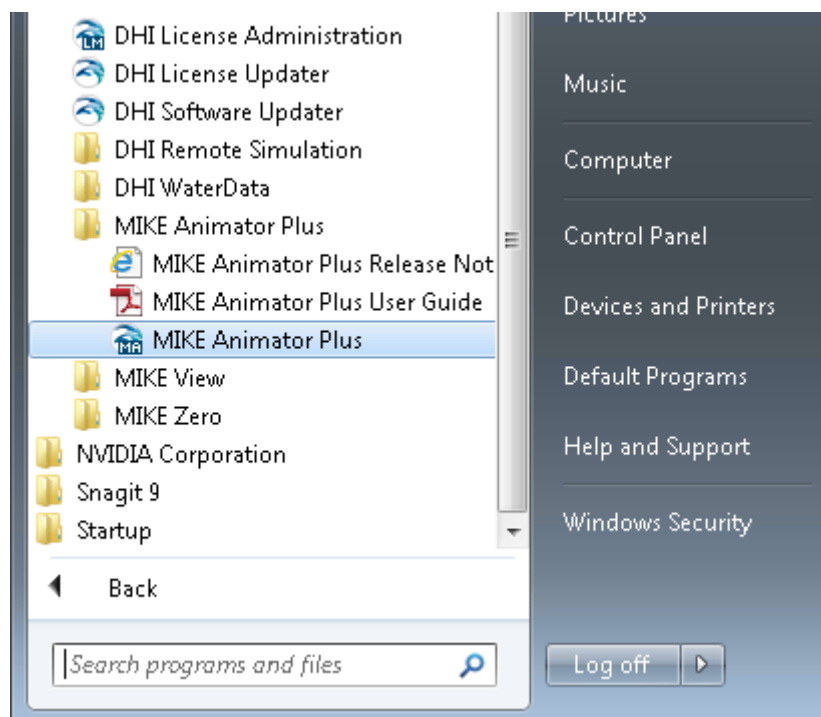 DHI License Administration
DHI License Updater
DHI Software Updater
DHI Remote Simulation
DHI WaterData
MIKE Animator Plus
MIKE Animator Plus Release Not
MIKE Animator Plus User Guide
MIKE Animator Plus
MIKE View
MIKE Zero
NVIDIA Corporation
Snagit 9
Startup
Back
Search programs and files
Pictures
Music
Computer
Control Panel
Devices and Printers
Default Programs
Help and Support
Windows Security
Log off